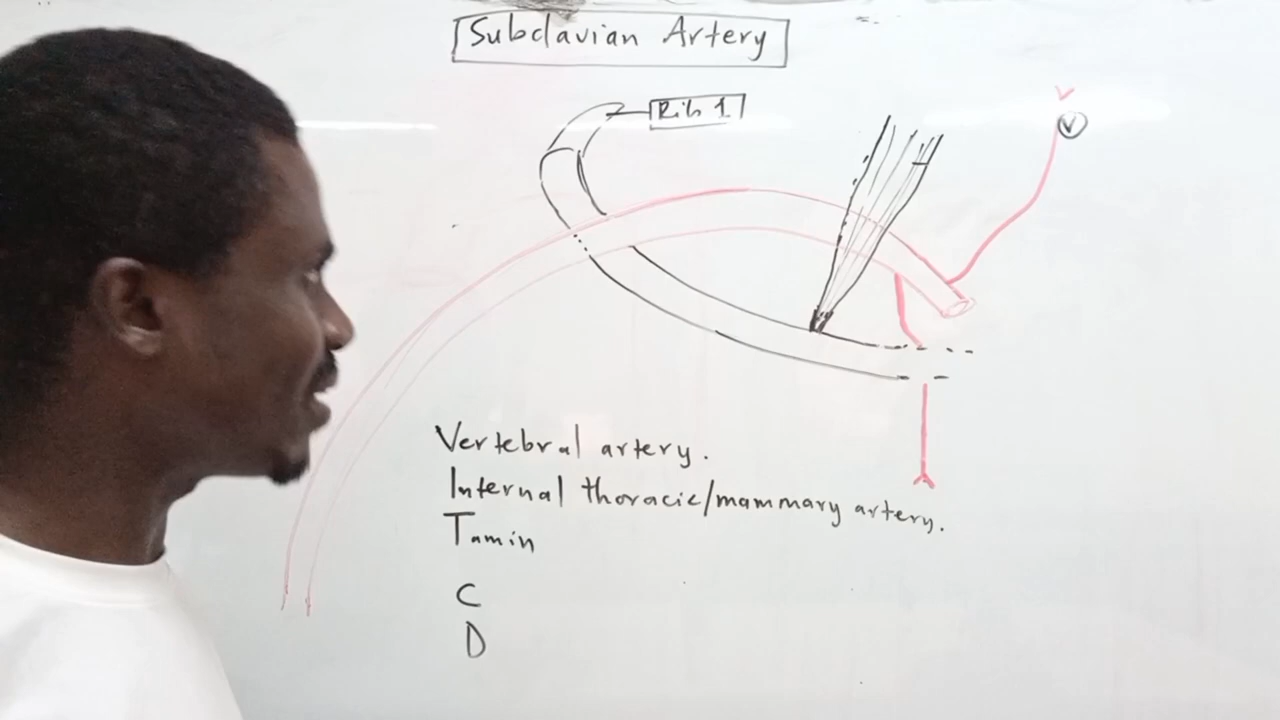 Subclavian Artery
Rib 1
V
Vertebral artery.
Internal thoracic/mammary artery.
Tamin
C
D